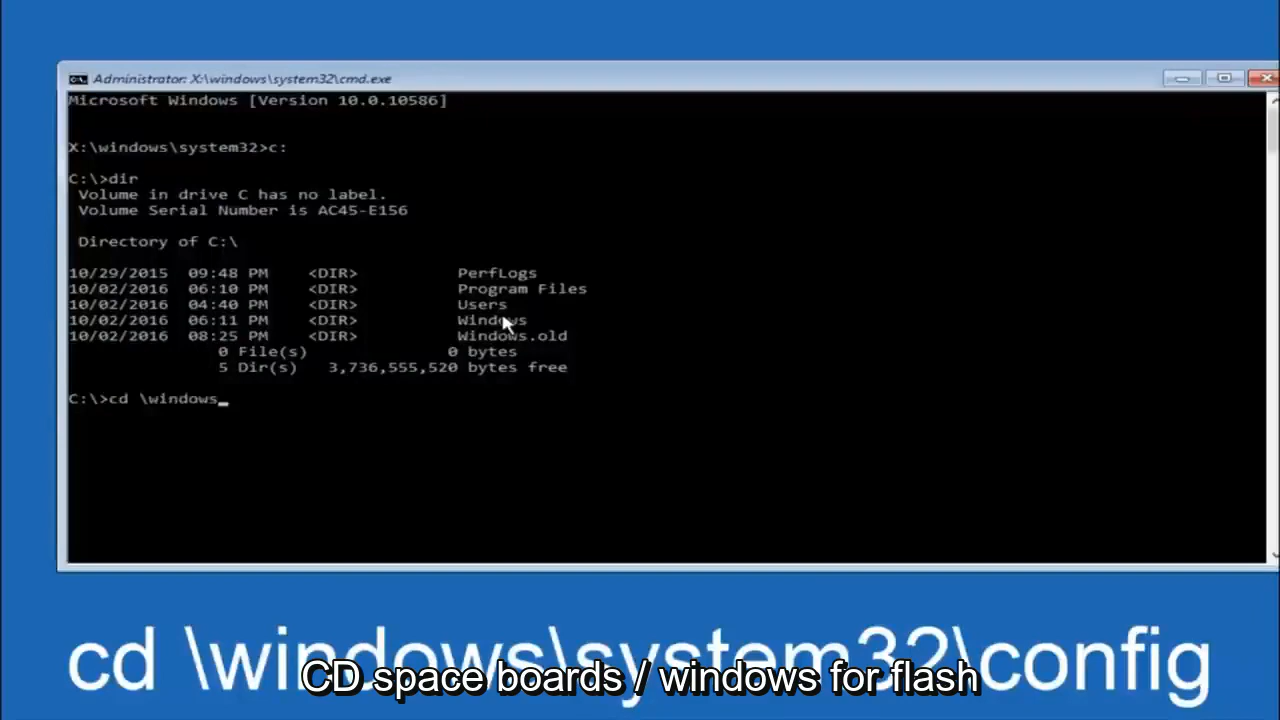 Administrator: X:\windows\system32\cmd.exe
Microsoft Windows [Version 10.0.10586]
X:\windows\system32>c:
C:\>dir
Volume in drive C has no label.
Volume Serial Number is AC45-E156
Directory of C:\
10/29/2015 09:48 PM <DIR> PerfLogs
10/02/2016 06:10 PM <DIR> Program Files
10/02/2016 04:40 PM <DIR> Users
10/02/2016 06:11 PM <DIR> Windows
10/02/2016 08:25 PM <DIR> Windows.old
0 File(s) 0 bytes
5 Dir(s) 3,736,555,520 bytes free
C:\>cd \windows_
cd \windows\system32\config
CD space boards / windows for flash